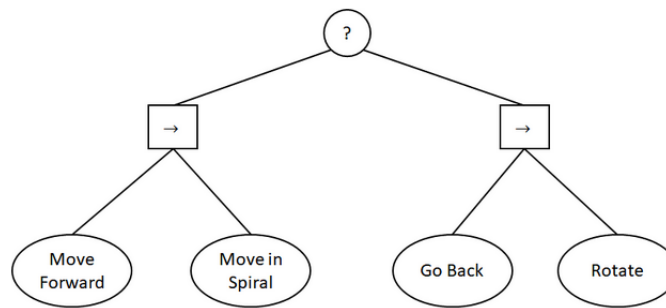 ?
→
→
Move
Forward
Move in
Spiral
Go Back
Rotate